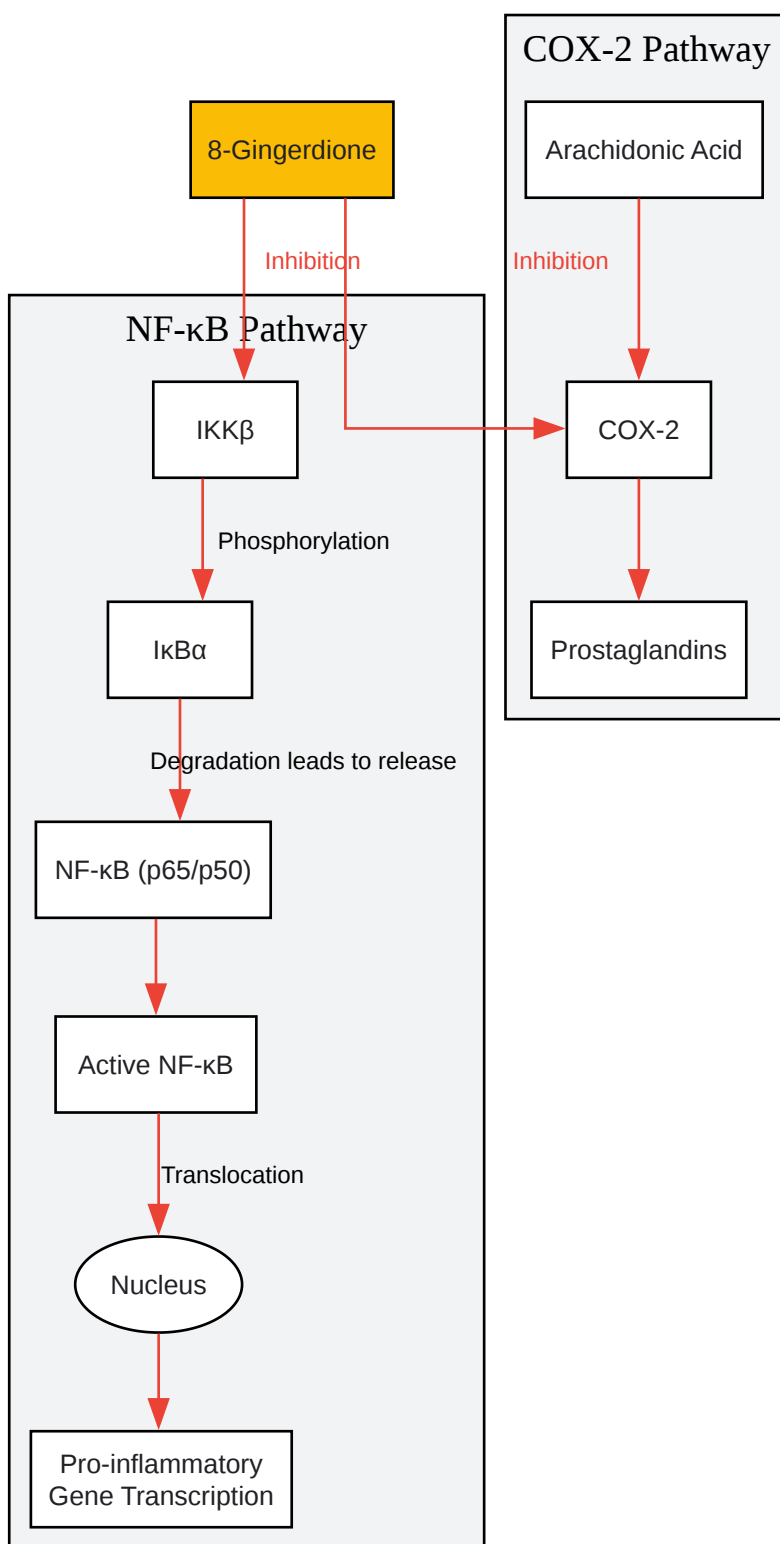 COX-2 Pathway
8-Gingerdione
Arachidonic Acid
Inhibition
Inhibition
NF-κB Pathway
IKKβ
COX-2
Phosphorylation
IκBα
Prostaglandins
Degradation leads to release
NF-κB (p65/p50)
Active NF-κB
Translocation
Nucleus
Pro-inflammatory
Gene Transcription